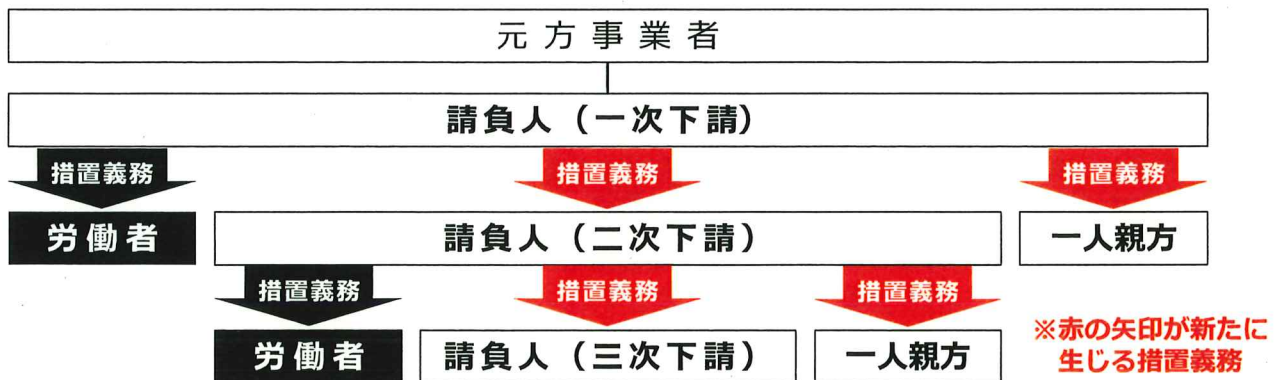 元方事業者
請負人（一次下請）
措置義務
措置義務
措置義務
労働者
請負人（二次下請）
一人親方
措置義務
措置義務
措置義務
労働者
請負人（三次下請）
一人親方
※赤の矢印が新たに
生じる措置義務